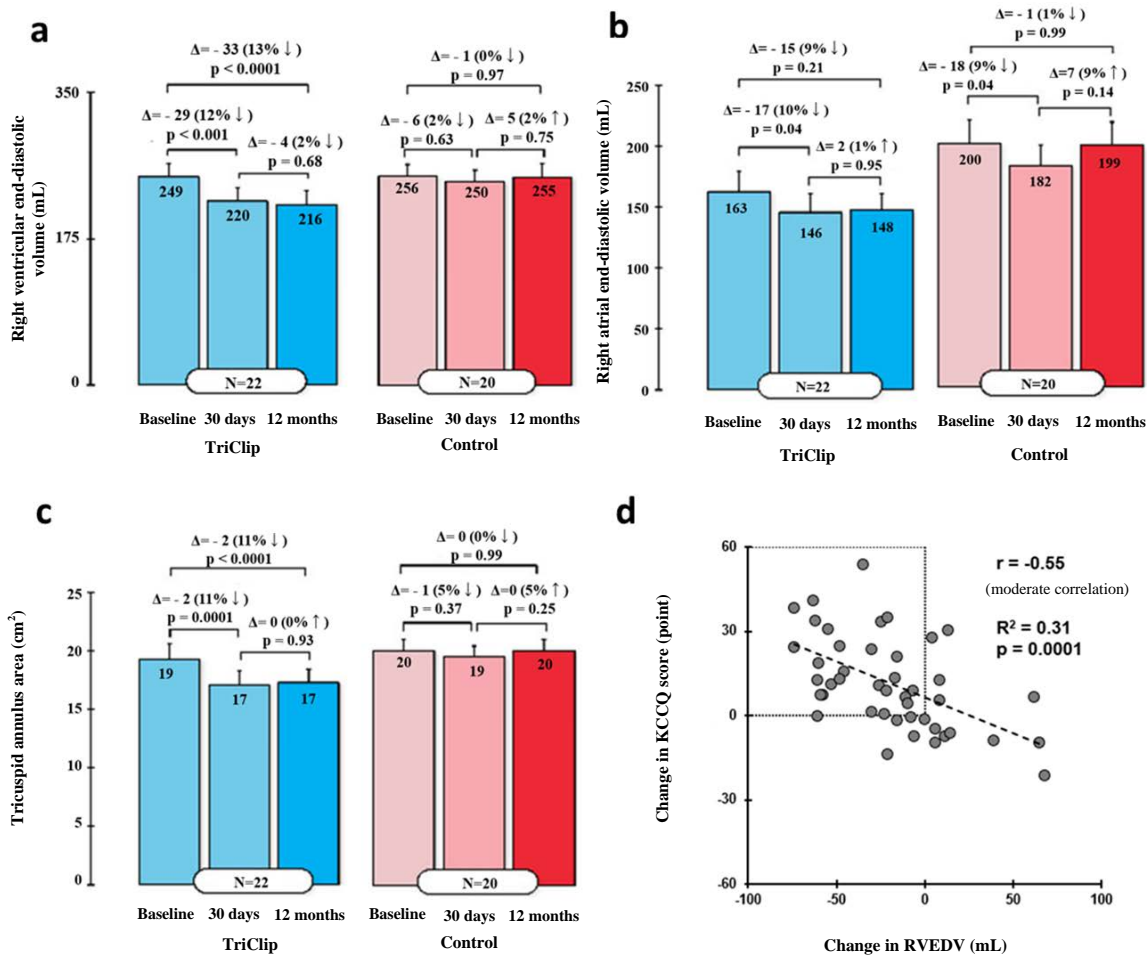 a
Δ= - 33 (13% ↓ )
p < 0.0001
Δ= - 29 (12% ↓ )
p < 0.001
Δ= - 4 (2% ↓ )
p = 0.68
Δ= - 1 (0% ↓ )
p = 0.97
Δ= - 6 (2% ↓ )
p = 0.63
Δ= 5 (2% ↑ )
p = 0.75
Right ventricular end-diastolic
volume (mL)
350
175
0
249
220
216
N=22
256
250
255
N=20
Baseline 30 days 12 months
TriClip
Baseline 30 days 12 months
Control
b
Δ= - 15 (9% ↓ )
p = 0.21
Δ= - 17 (10% ↓ )
p = 0.04
Δ= 2 (1% ↑ )
p = 0.95
Δ= - 1 (1% ↓ )
p = 0.99
Δ= - 18 (9% ↓ )
p = 0.04
Δ=7 (9% ↑ )
p = 0.14
Right atrial end-diastolic volume (mL)
250
200
150
100
50
0
163
146
148
N=22
200
182
199
N=20
Baseline 30 days 12 months
TriClip
Baseline 30 days 12 months
Control
c
Δ= - 2 (11% ↓ )
p < 0.0001
Δ= - 2 (11% ↓ )
p = 0.0001
Δ= 0 (0% ↑ )
p = 0.93
Δ= 0 (0% ↓ )
p = 0.99
Δ= - 1 (5% ↓ )
p = 0.37
Δ=0 (5% ↑ )
p = 0.25
Tricuspid annulus area (cm²)
25
20
15
10
5
0
19
17
17
N=22
20
19
20
N=20
Baseline 30 days 12 months
TriClip
Baseline 30 days 12 months
Control
d
r = -0.55
(moderate correlation)
R² = 0.31
p = 0.0001
Change in KCCQ score (point)
60
30
0
-30
-60
-100 -50 0 50 100
Change in RVEDV (mL)